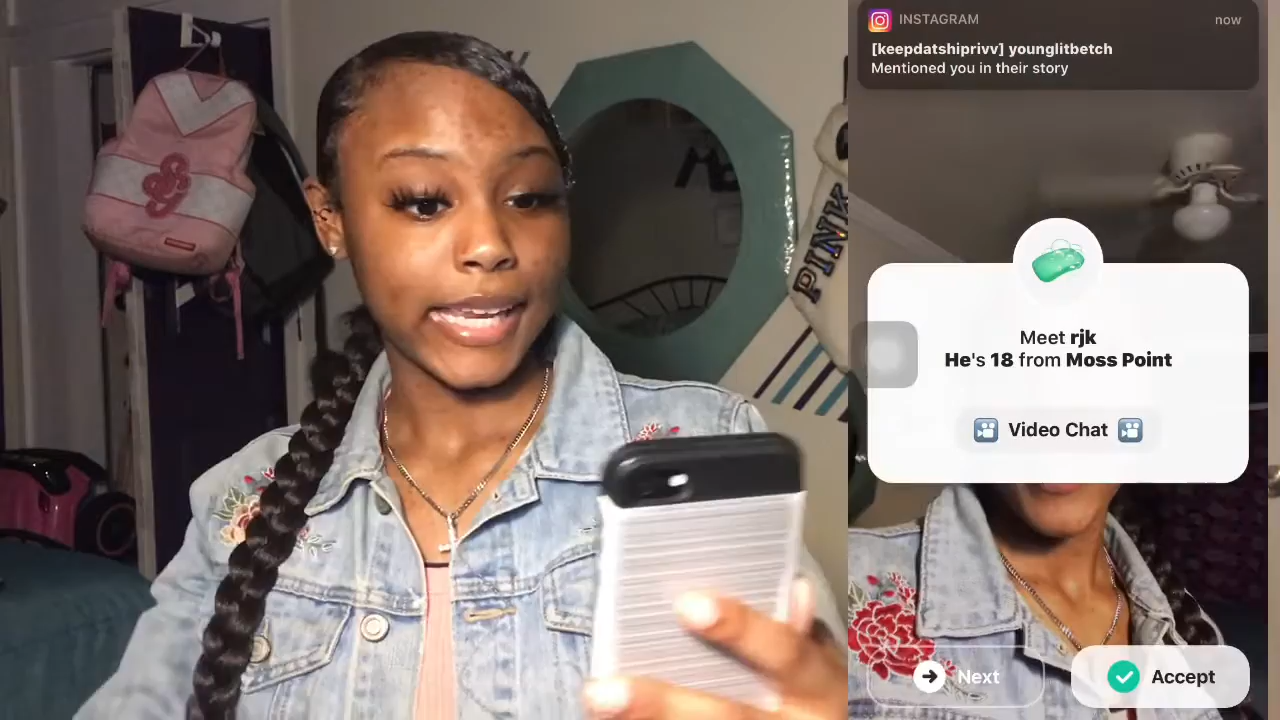 PINK
INSTAGRAM
now
[keepdatshiprivv] younglitbetch
Mentioned you in their story
Meet rjk
He's 18 from Moss Point
Video Chat
Next
Accept